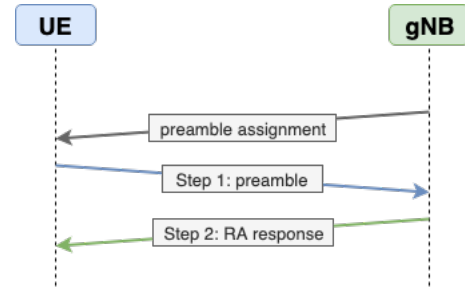 UE
gNB
preamble assignment
Step 1: preamble
Step 2: RA response